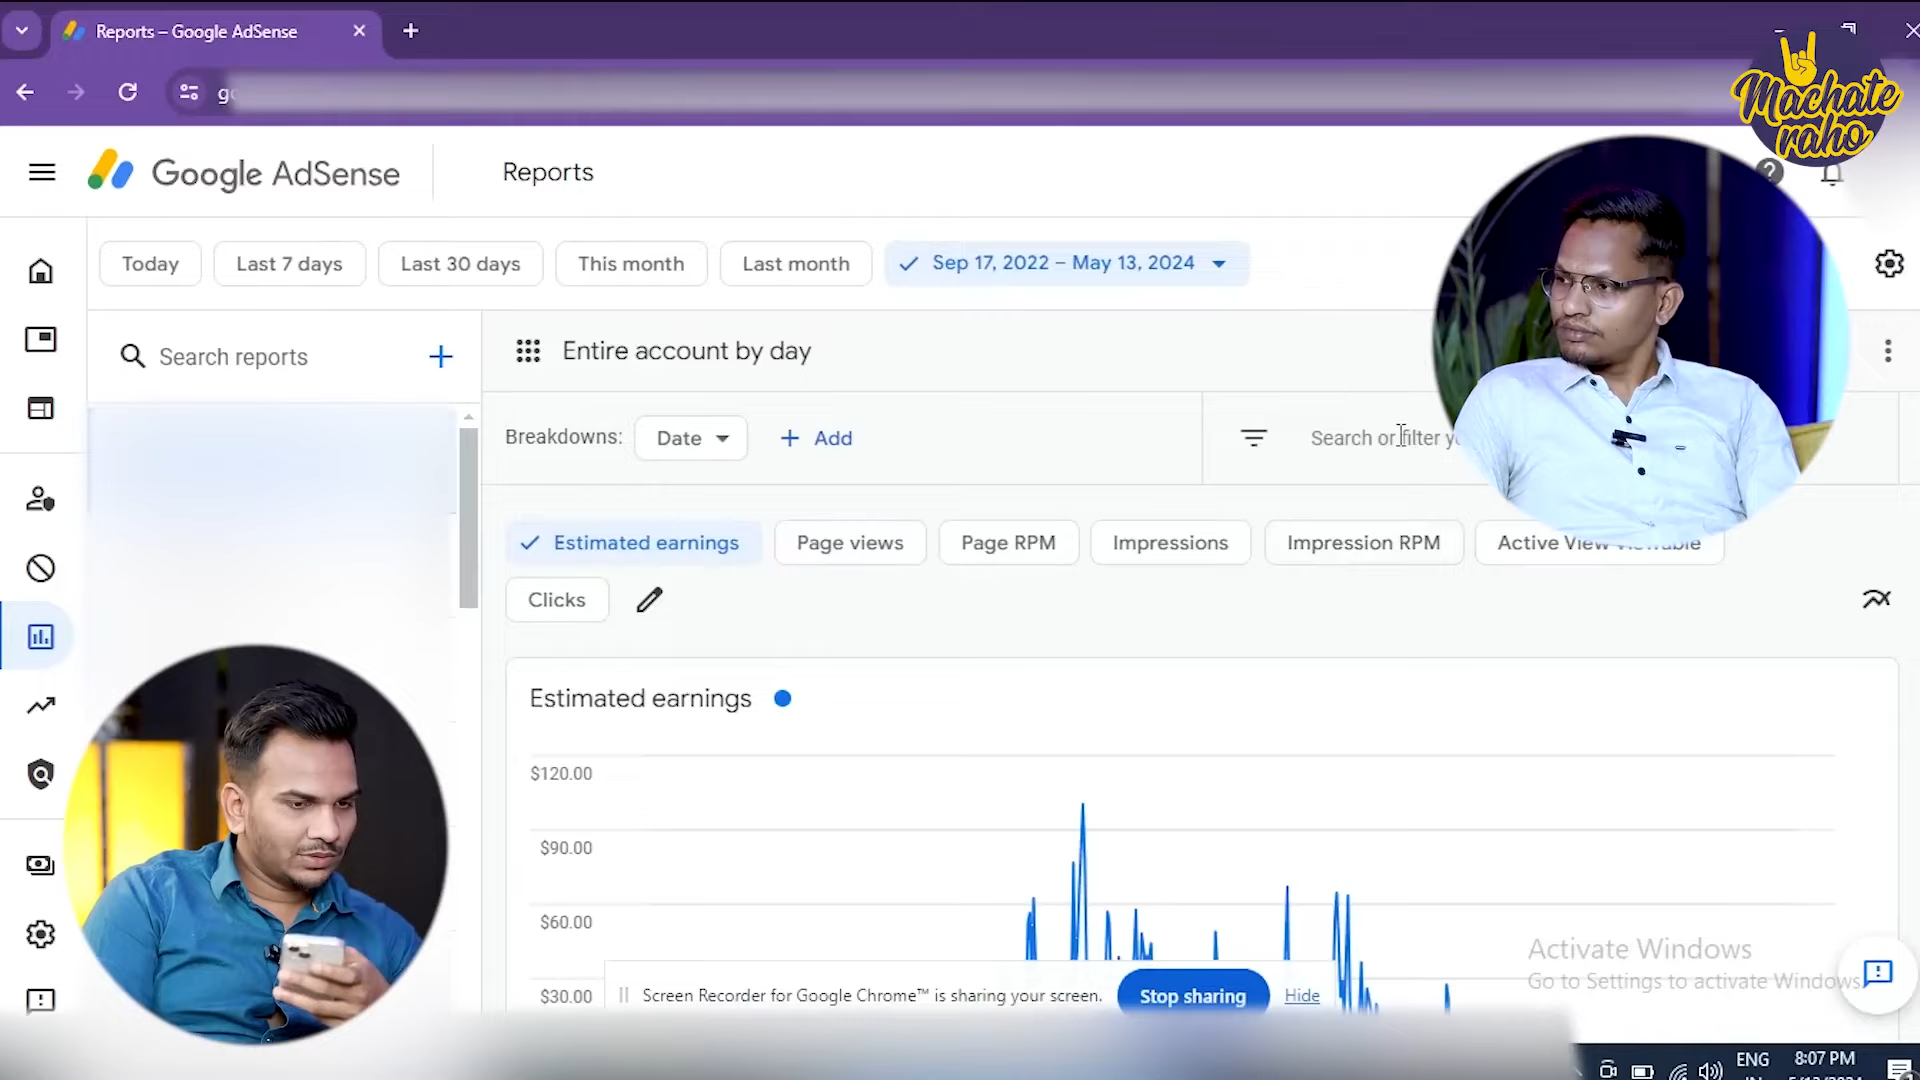 Reports – Google AdSense
Machate
raho
Google AdSense
Reports
Today
Last 7 days
Last 30 days
This month
Last month
Sep 17, 2022 – May 13, 2024
Search reports
Entire account by day
Breakdowns:
Date
Add
Search or filter
Estimated earnings
Page views
Page RPM
Impressions
Impression RPM
Active View
Clicks
Estimated earnings
$120.00
$90.00
$60.00
$30.00
Activate Windows
Go to Settings to activate Windows
Screen Recorder for Google Chrome™ is sharing your screen.
Stop sharing
Hide
ENG
8:07 PM